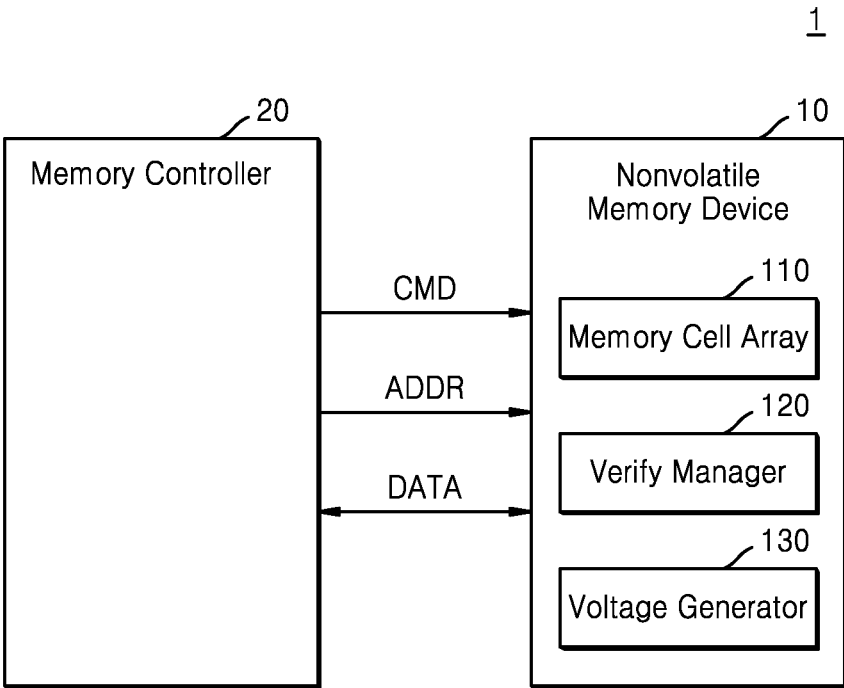 1
20
10
Memory Controller
Nonvolatile
Memory Device
110
CMD
Memory Cell Array
ADDR
120
Verify Manager
DATA
130
Voltage Generator